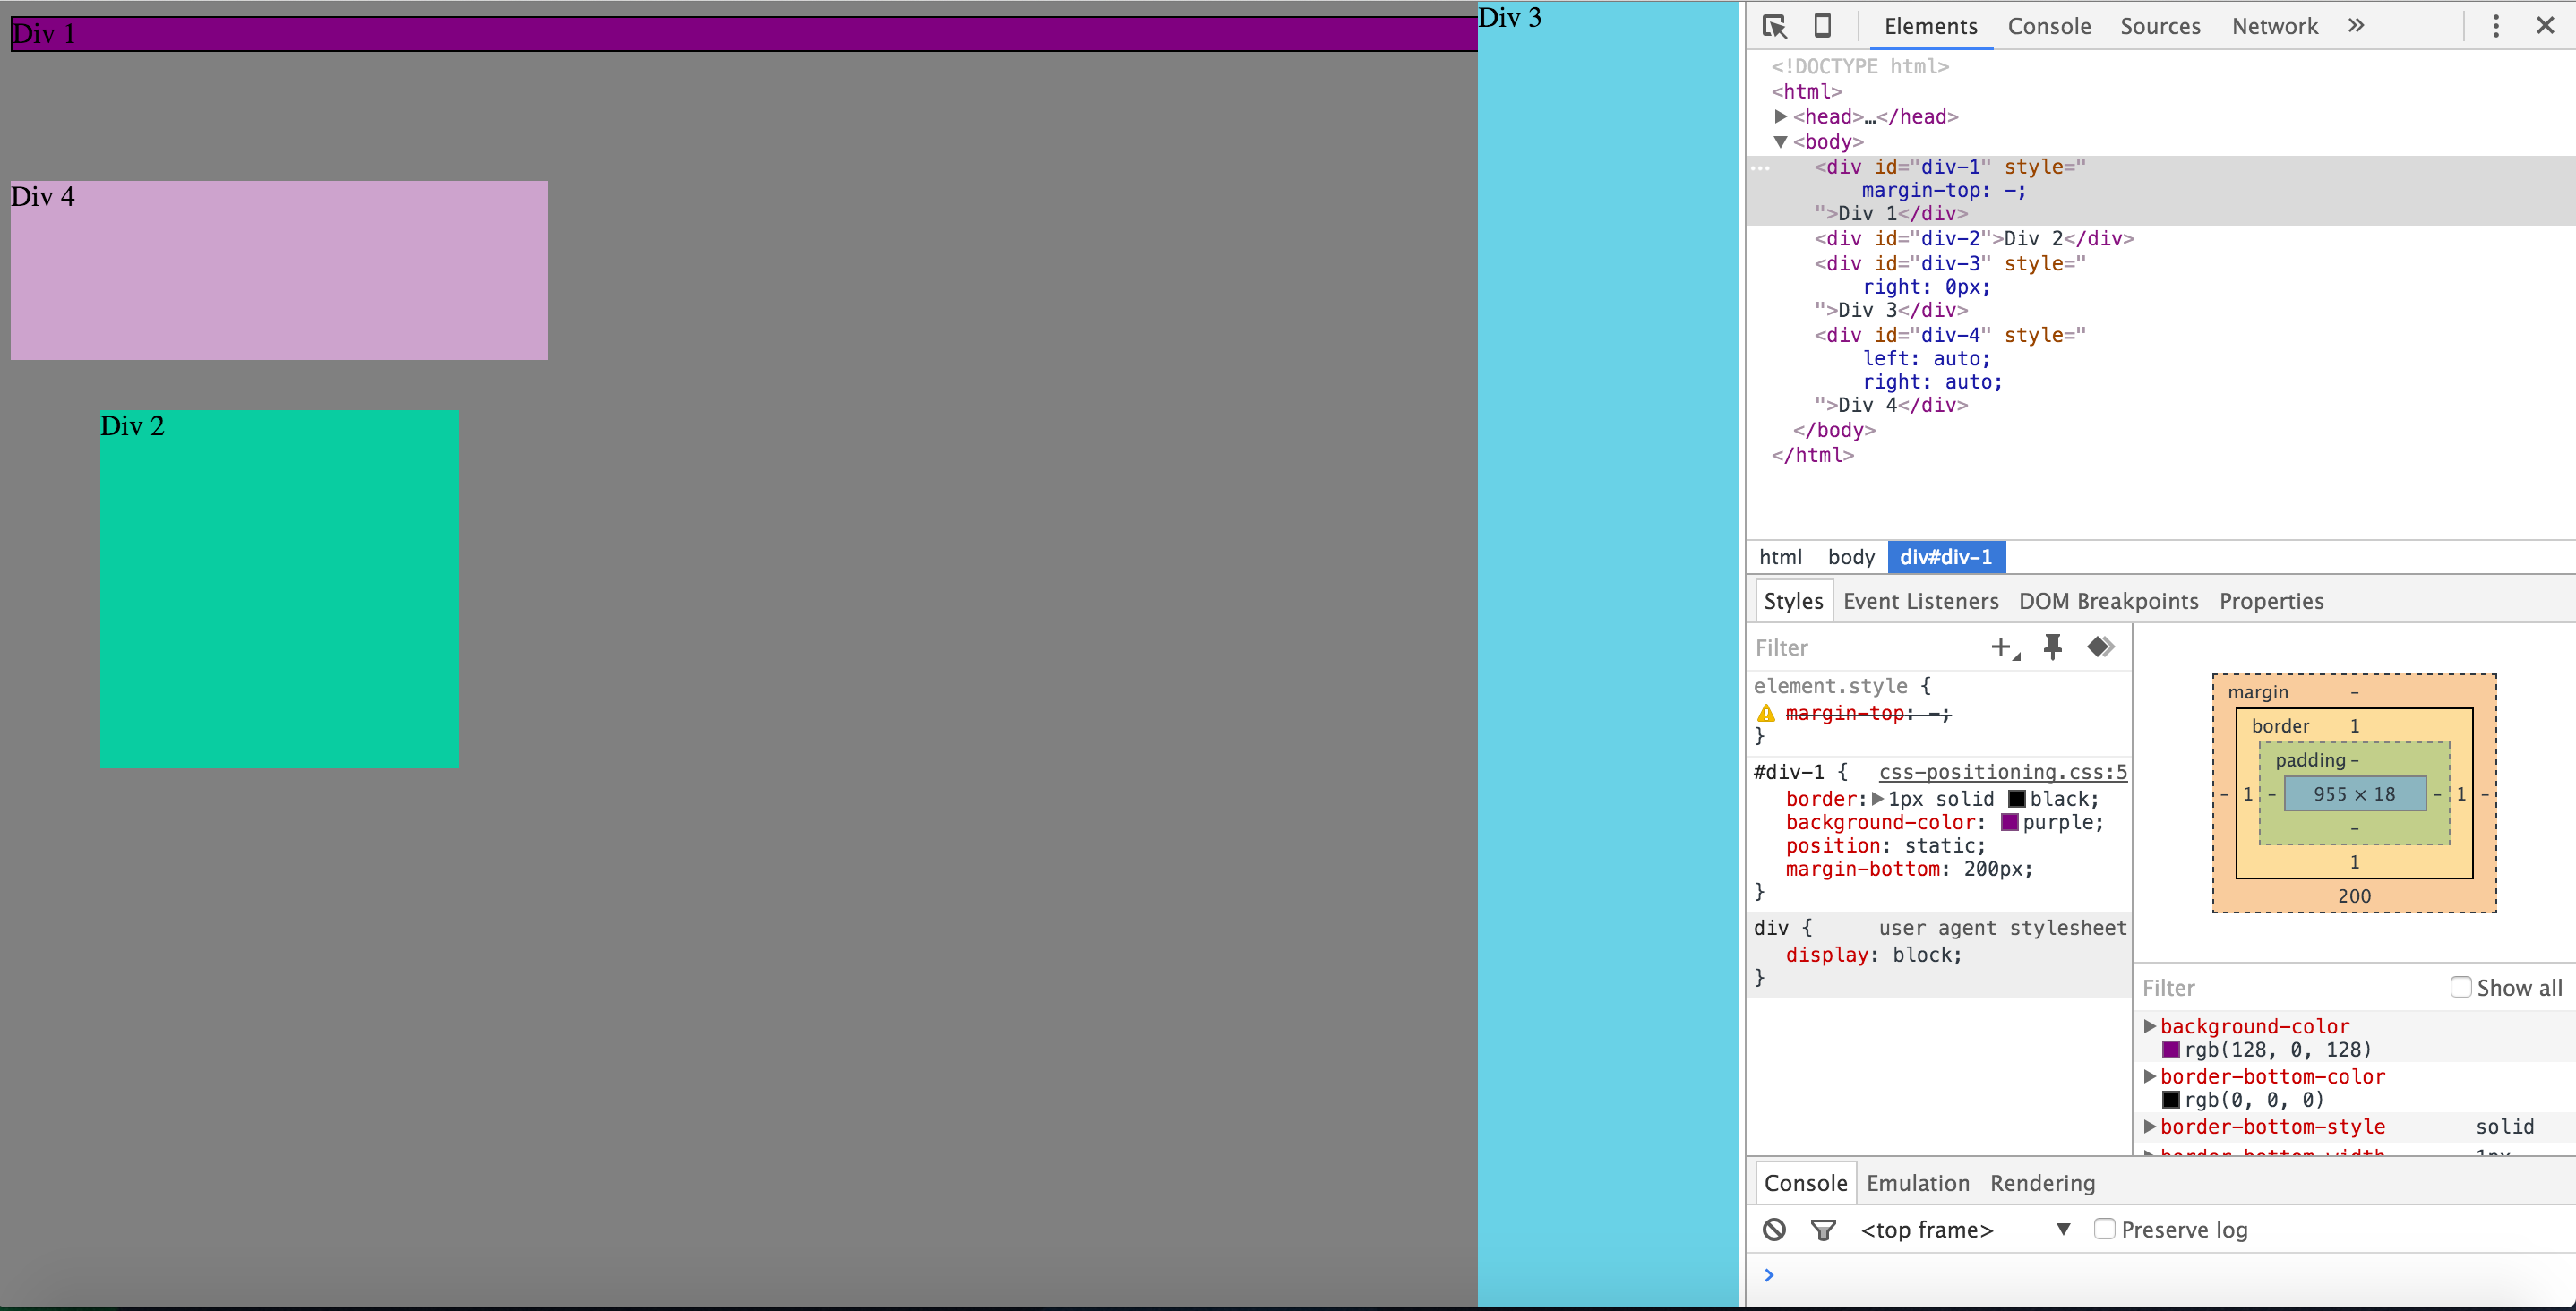 Div 1
Div 3
Div 4
Div 2
Elements Console Sources Network »
<!DOCTYPE html>
<html>
<head>…</head>
<body>
<div id="div-1" style="
margin-top: -;
">Div 1</div>
<div id="div-2">Div 2</div>
<div id="div-3" style="
right: 0px;
">Div 3</div>
<div id="div-4" style="
left: auto;
right: auto;
">Div 4</div>
</body>
</html>
html body div#div-1
Styles Event Listeners DOM Breakpoints Properties
Filter
element.style {
margin-top: -;
}
#div-1 { css-positioning.css:5
border: 1px solid black;
background-color: purple;
position: static;
margin-bottom: 200px;
}
div { user agent stylesheet
display: block;
}
margin -
border 1
padding -
- 1 - 955 × 18 - 1 -
-
1
200
Filter Show all
background-color
rgb(128, 0, 128)
border-bottom-color
rgb(0, 0, 0)
border-bottom-style solid
border-bottom-width 1px
Console Emulation Rendering
<top frame> ▼ Preserve log
>